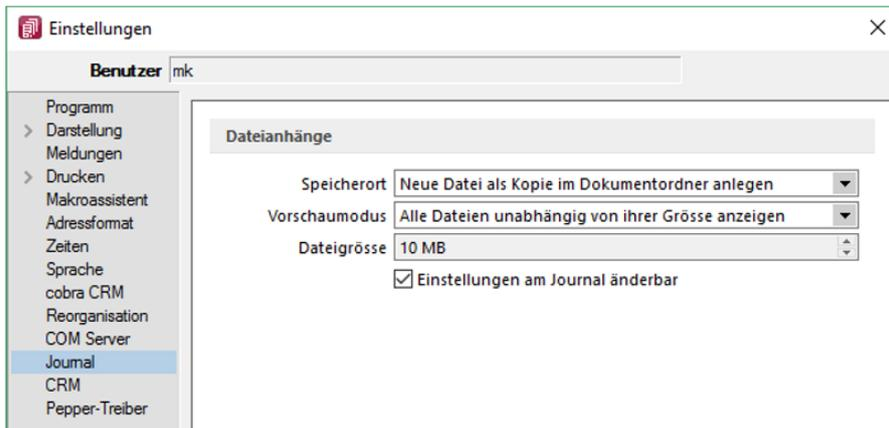 Einstellungen
Benutzer mk
Programm
Darstellung
Meldungen
Drucken
Makroassistent
Adressformat
Zeiten
Sprache
cobra CRM
Reorganisation
COM Server
Journal
CRM
Pepper-Treiber
Dateianhänge
Speicherort Neue Datei als Kopie im Dokumentordner anlegen
Vorschaumodus Alle Dateien unabhängig von ihrer Grösse anzeigen
Dateigrösse 10 MB
Einstellungen am Journal änderbar